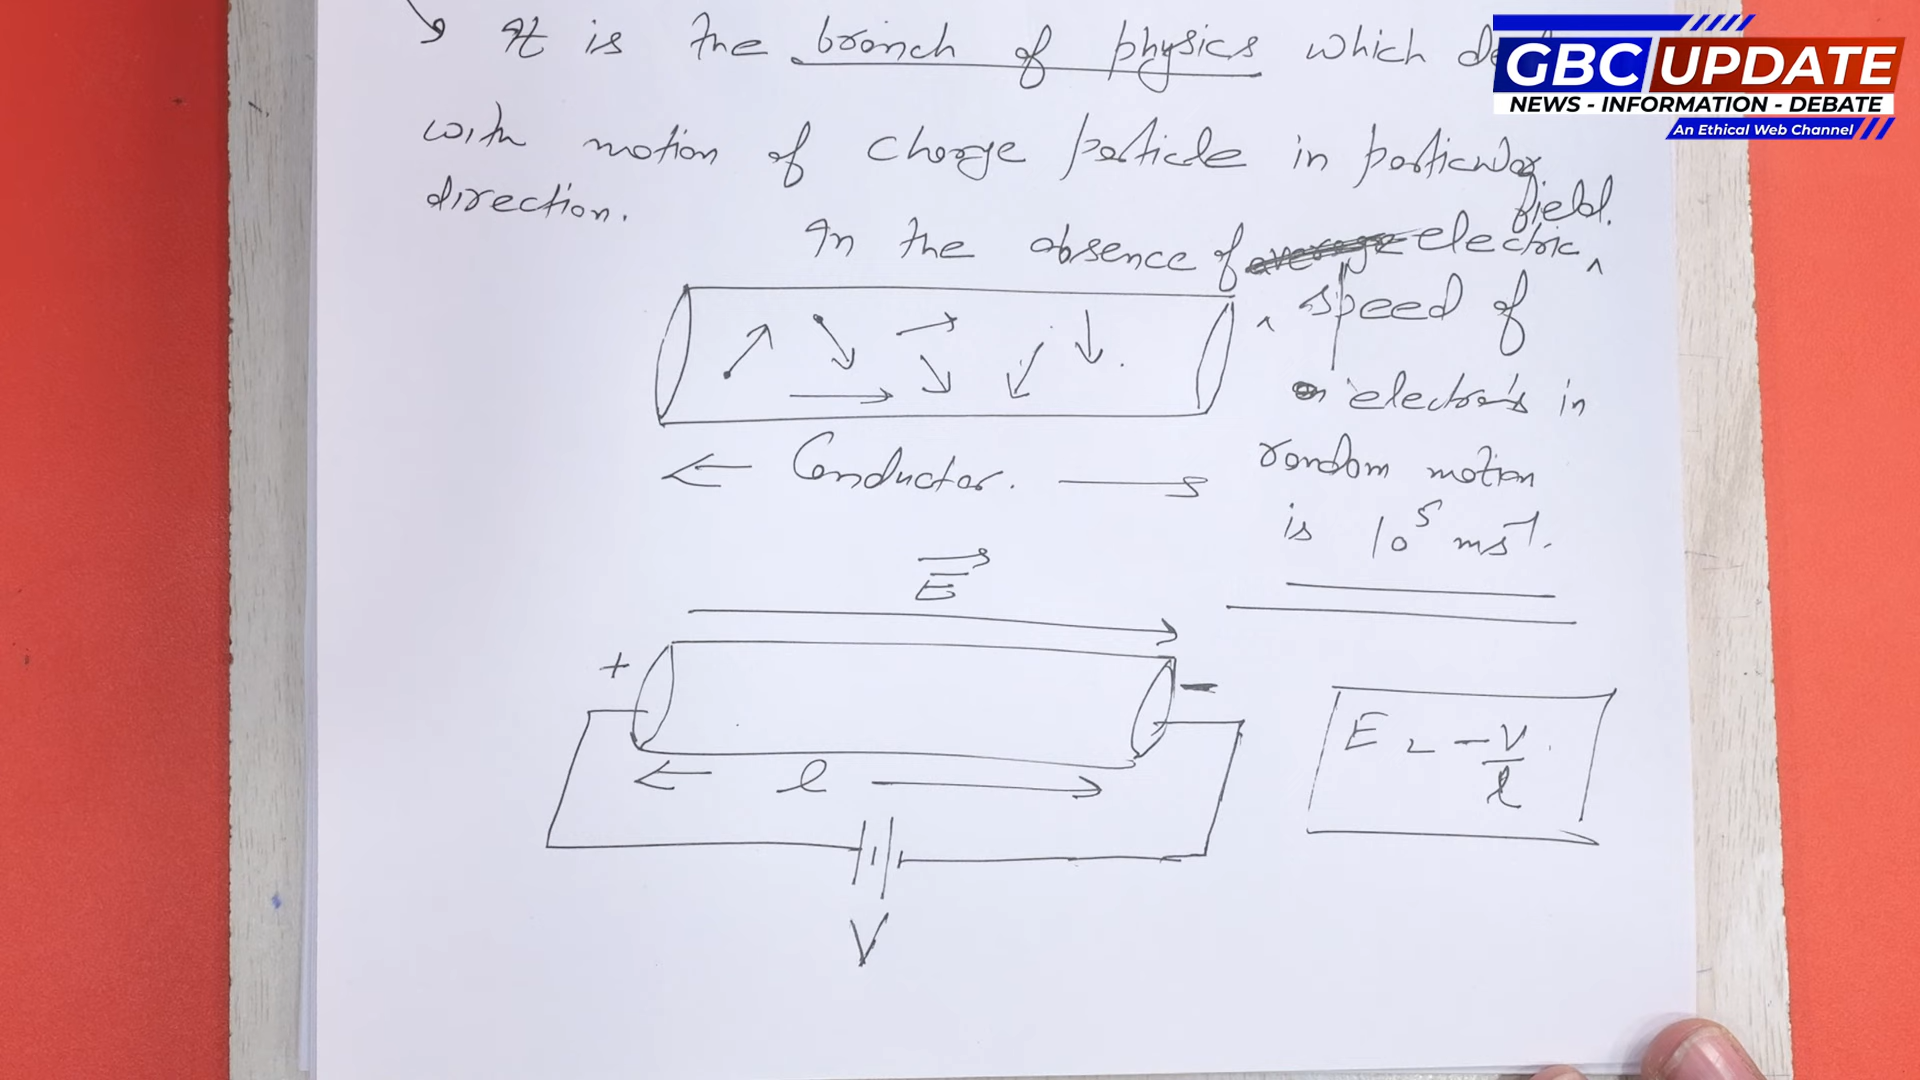 It is the branch of physics which
with motion of charge particle in particular
direction.
In the absence of electric field.
speed of
electrons in
random motion
is 10⁵ ms⁻¹.
Conductor.
E
+ -
l
V
E = -V/l
GBC UPDATE
NEWS - INFORMATION - DEBATE
An Ethical Web Channel